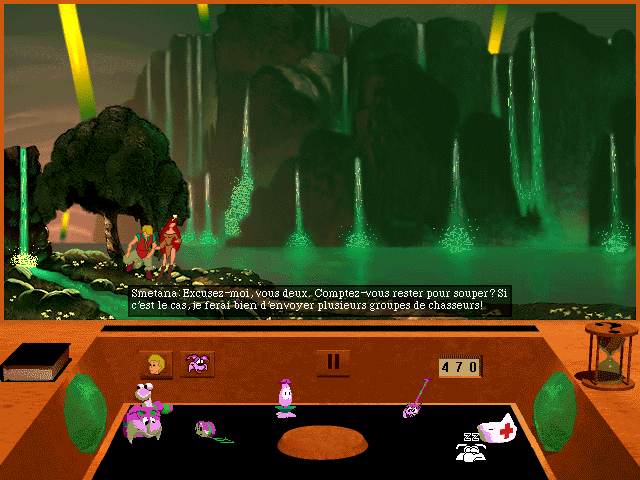 Smetana: Excusez-moi, vous deux. Comptez-vous rester pour souper? Si
c'est le cas, je ferai bien d'envoyer plusieurs groupes de chasseurs!
470
?
ZZ